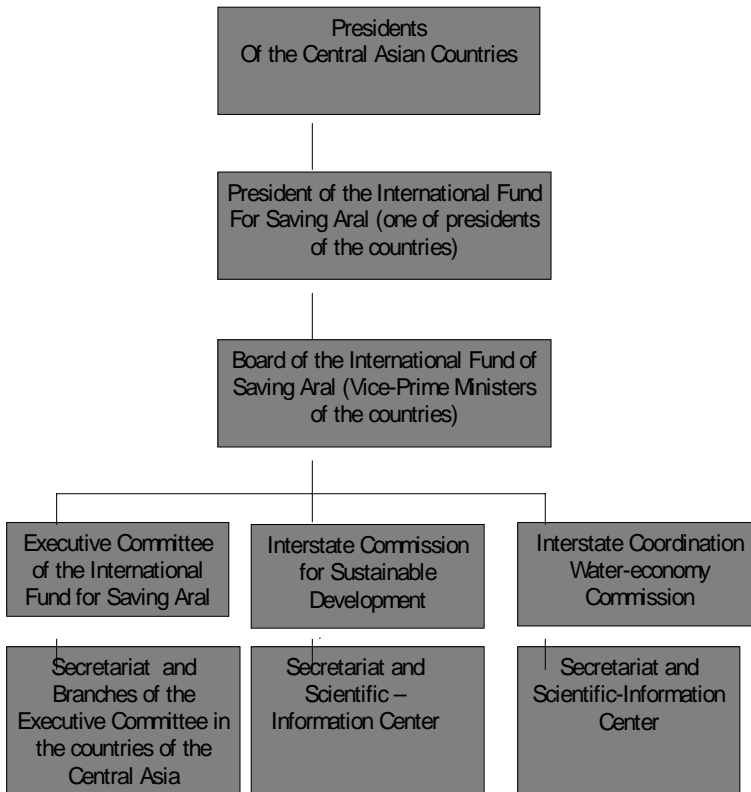 Presidents
Of the Central Asian Countries
President of the International Fund
For Saving Aral (one of presidents
of the countries)
Board of the International Fund of
Saving Aral (Vice-Prime Ministers
of the countries)
Executive Committee
of the International
Fund for Saving Aral
Interstate Commission
for Sustainable
Development
Interstate Coordination
Water-economy
Commission
Secretariat and
Branches of the
Executive Committee in
the countries of the
Central Asia
Secretariat and
Scientific –
Information Center
Secretariat and
Scientific-Information
Center